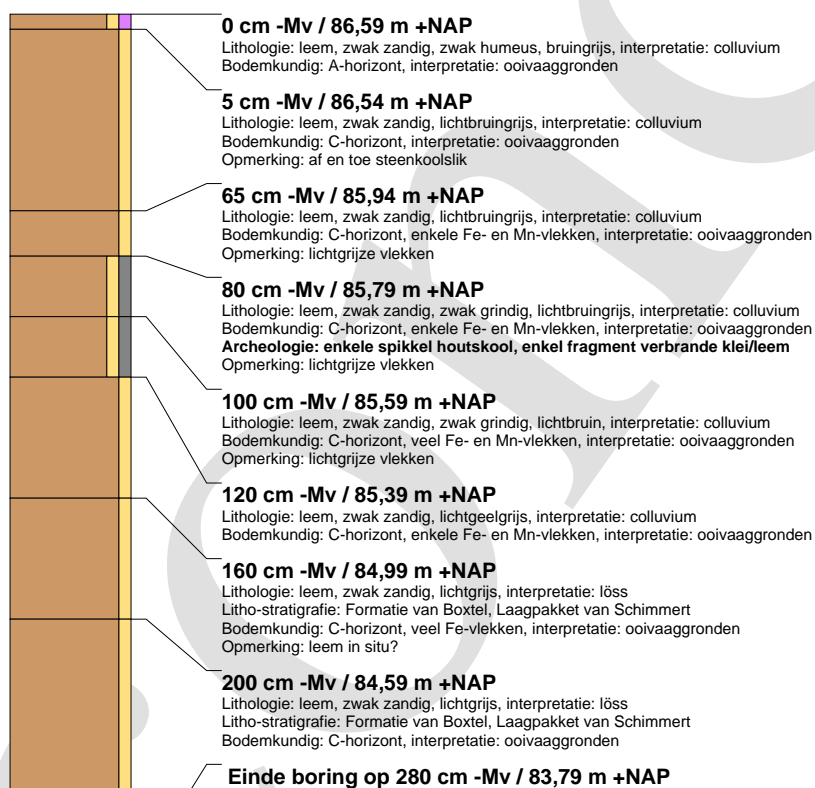 0 cm -Mv / 86,59 m +NAP
Lithologie: leem, zwak zandig, zwak humeus, bruingrijs, interpretatie: colluvium
Bodemkundig: A-horizont, interpretatie: ooivaaggronden
5 cm -Mv / 86,54 m +NAP
Lithologie: leem, zwak zandig, lichtbruingrijs, interpretatie: colluvium
Bodemkundig: C-horizont, interpretatie: ooivaaggronden
Opmerking: af en toe steenkoolslik
65 cm -Mv / 85,94 m +NAP
Lithologie: leem, zwak zandig, lichtbruingrijs, interpretatie: colluvium
Bodemkundig: C-horizont, enkele Fe- en Mn-vlekken, interpretatie: ooivaaggronden
Opmerking: lichtgrijze vlekken
80 cm -Mv / 85,79 m +NAP
Lithologie: leem, zwak zandig, zwak grindig, lichtbruingrijs, interpretatie: colluvium
Bodemkundig: C-horizont, enkele Fe- en Mn-vlekken, interpretatie: ooivaaggronden
Archeologie: enkele spikkel houtskool, enkel fragment verbrande klei/leem
Opmerking: lichtgrijze vlekken
100 cm -Mv / 85,59 m +NAP
Lithologie: leem, zwak zandig, zwak grindig, lichtbruin, interpretatie: colluvium
Bodemkundig: C-horizont, veel Fe- en Mn-vlekken, interpretatie: ooivaaggronden
Opmerking: lichtgrijze vlekken
120 cm -Mv / 85,39 m +NAP
Lithologie: leem, zwak zandig, lichtgeelgrijs, interpretatie: colluvium
Bodemkundig: C-horizont, enkele Fe- en Mn-vlekken, interpretatie: ooivaaggronden
160 cm -Mv / 84,99 m +NAP
Lithologie: leem, zwak zandig, lichtgrijs, interpretatie: löss
Litho-stratigrafie: Formatie van Boxtel, Laagpakket van Schimmert
Bodemkundig: C-horizont, veel Fe-vlekken, interpretatie: ooivaaggronden
Opmerking: leem in situ?
200 cm -Mv / 84,59 m +NAP
Lithologie: leem, zwak zandig, lichtgrijs, interpretatie: löss
Litho-stratigrafie: Formatie van Boxtel, Laagpakket van Schimmert
Bodemkundig: C-horizont, interpretatie: ooivaaggronden
Einde boring op 280 cm -Mv / 83,79 m +NAP